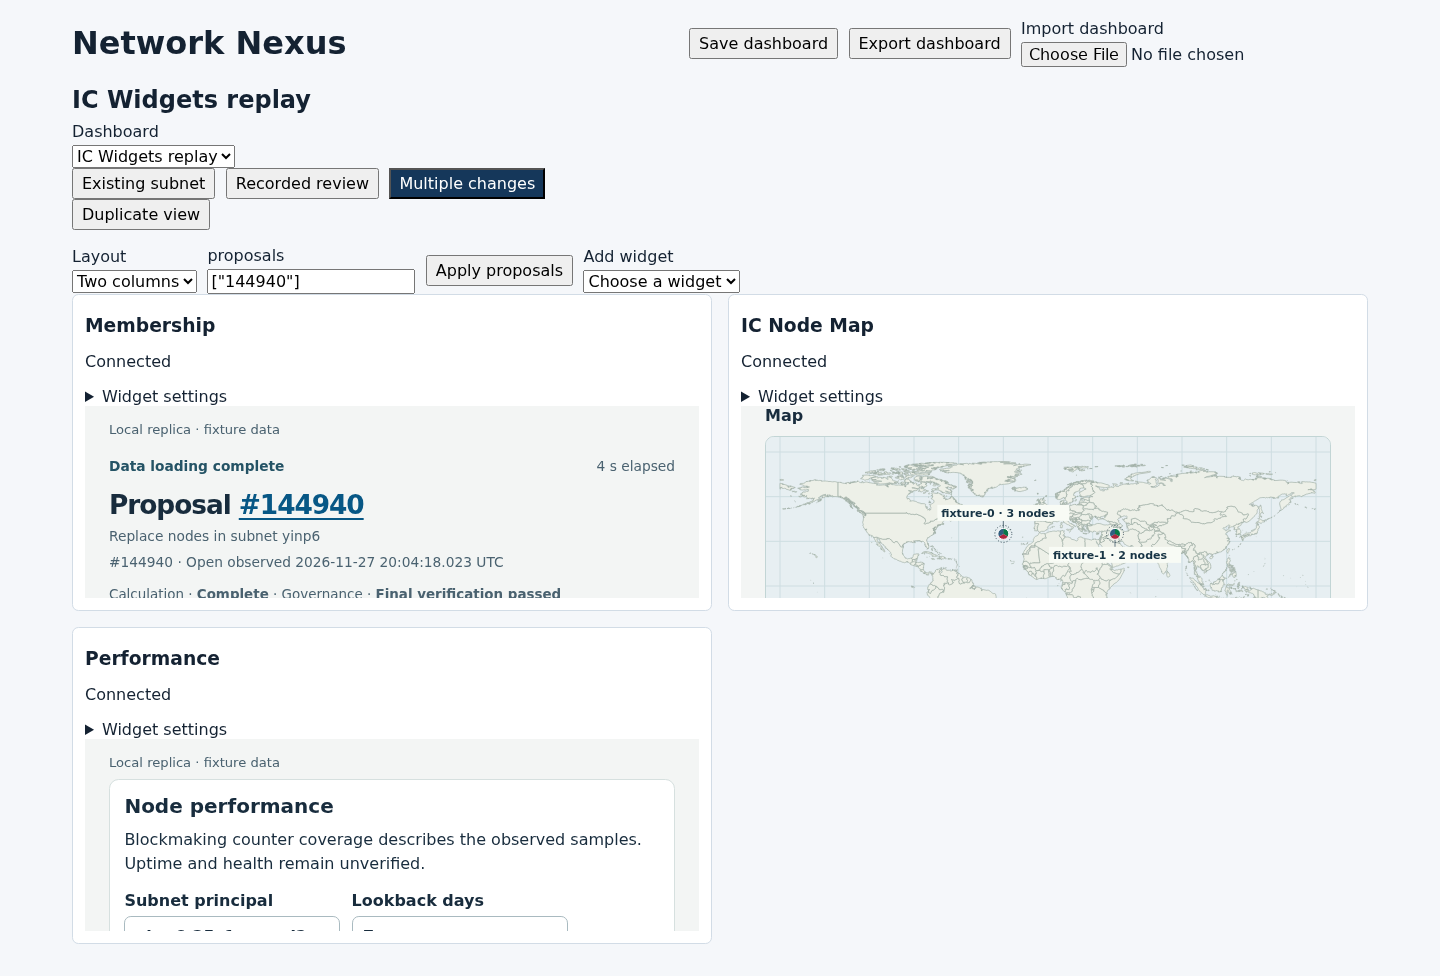 Network Nexus
Save dashboard
Export dashboard
Import dashboard
Choose File No file chosen
IC Widgets replay
Dashboard
IC Widgets replay
Existing subnet
Recorded review
Multiple changes
Duplicate view
Layout
Two columns
proposals
["144940"]
Apply proposals
Add widget
Choose a widget
Membership
Connected
Widget settings
Local replica · fixture data
Data loading complete
4 s elapsed
Proposal #144940
Replace nodes in subnet yinp6
#144940 · Open observed 2026-11-27 20:04:18.023 UTC
Calculation · Complete · Governance · Final verification passed
IC Node Map
Connected
Widget settings
Map
fixture-0 · 3 nodes
fixture-1 · 2 nodes
Performance
Connected
Widget settings
Local replica · fixture data
Node performance
Blockmaking counter coverage describes the observed samples.
Uptime and health remain unverified.
Subnet principal
Lookback days